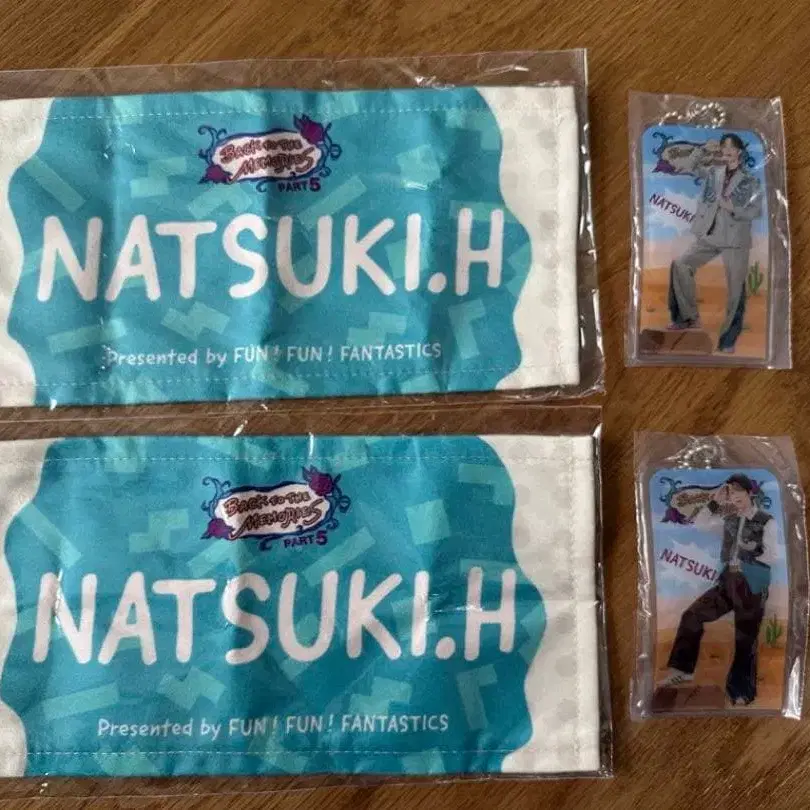 BACK TO THE
MEMORIES
PART 5
NATSUKI.H
Presented by FUN! FUN! FANTASTICS
NATSUKI
BACK TO THE
MEMORIES
PART 5
NATSUKI.H
Presented by FUN! FUN! FANTASTICS
NATSUKI